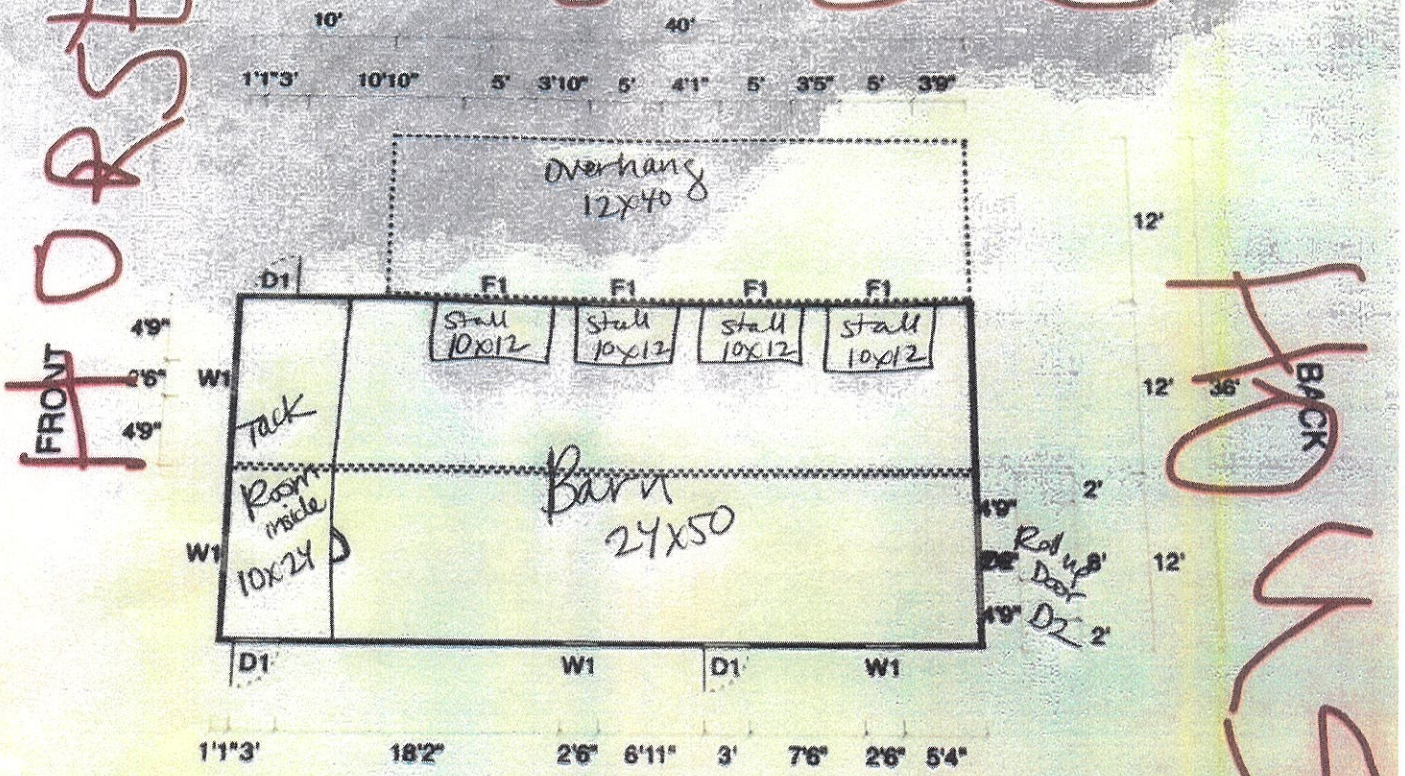 10' 40'
1'1"3' 10'10" 5' 3'10" 5' 4'1" 5' 3'5" 5' 3'9"
overhang
12x40
12'
D1 F1 F1 F1 F1
stall
10x12
stall
10x12
stall
10x12
stall
10x12
4'9"
2'6"
4'9"
W1
FRONT
Tack
Room
inside
10x24
W1
Barn
24x50
12' 36'
BACK
4'9" 2'
Roll up
Door
D2
8' 12'
4'9" 2'
D1 W1 D1 W1
1'1"3' 18'2" 2'6" 6'11" 3' 7'6" 2'6" 5'4"